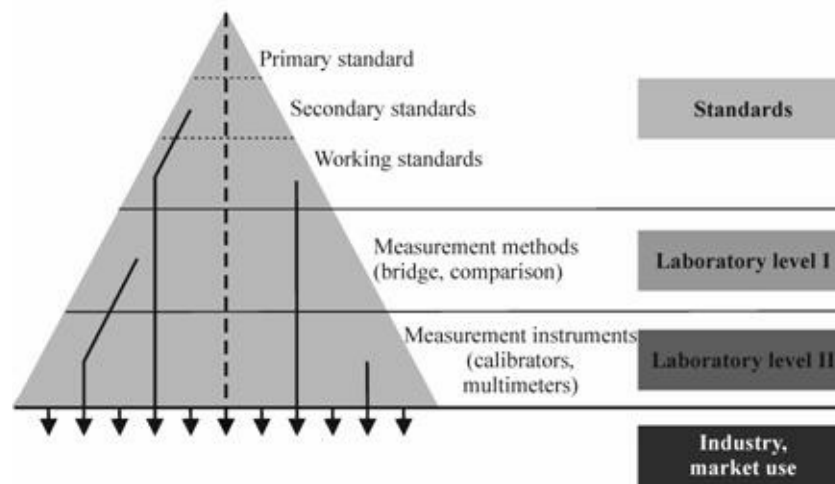 Primary standard
Secondary standards
Standards
Working standards
Measurement methods
(bridge, comparison)
Laboratory level I
Measurement instruments
(calibrators,
multimeters)
Laboratory level II
Industry,
market use